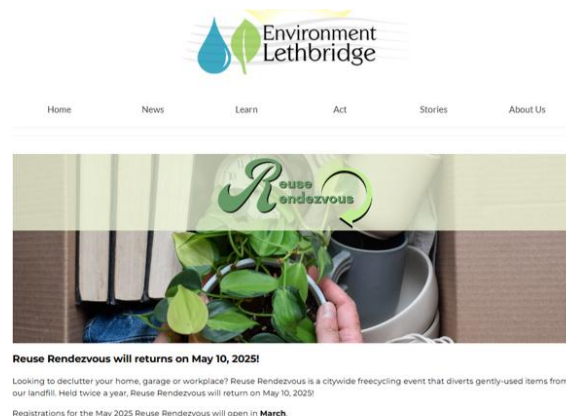 Environment
Lethbridge
Home News Learn Act Stories About Us
Reuse
Rendezvous
Reuse Rendezvous will returns on May 10, 2025!
Looking to declutter your home, garage or workplace? Reuse Rendezvous is a citywide freecycling event that diverts gently-used items from
our landfill. Held twice a year, Reuse Rendezvous will return on May 10, 2025!
Registrations for the May 2025 Reuse Rendezvous will open in March.